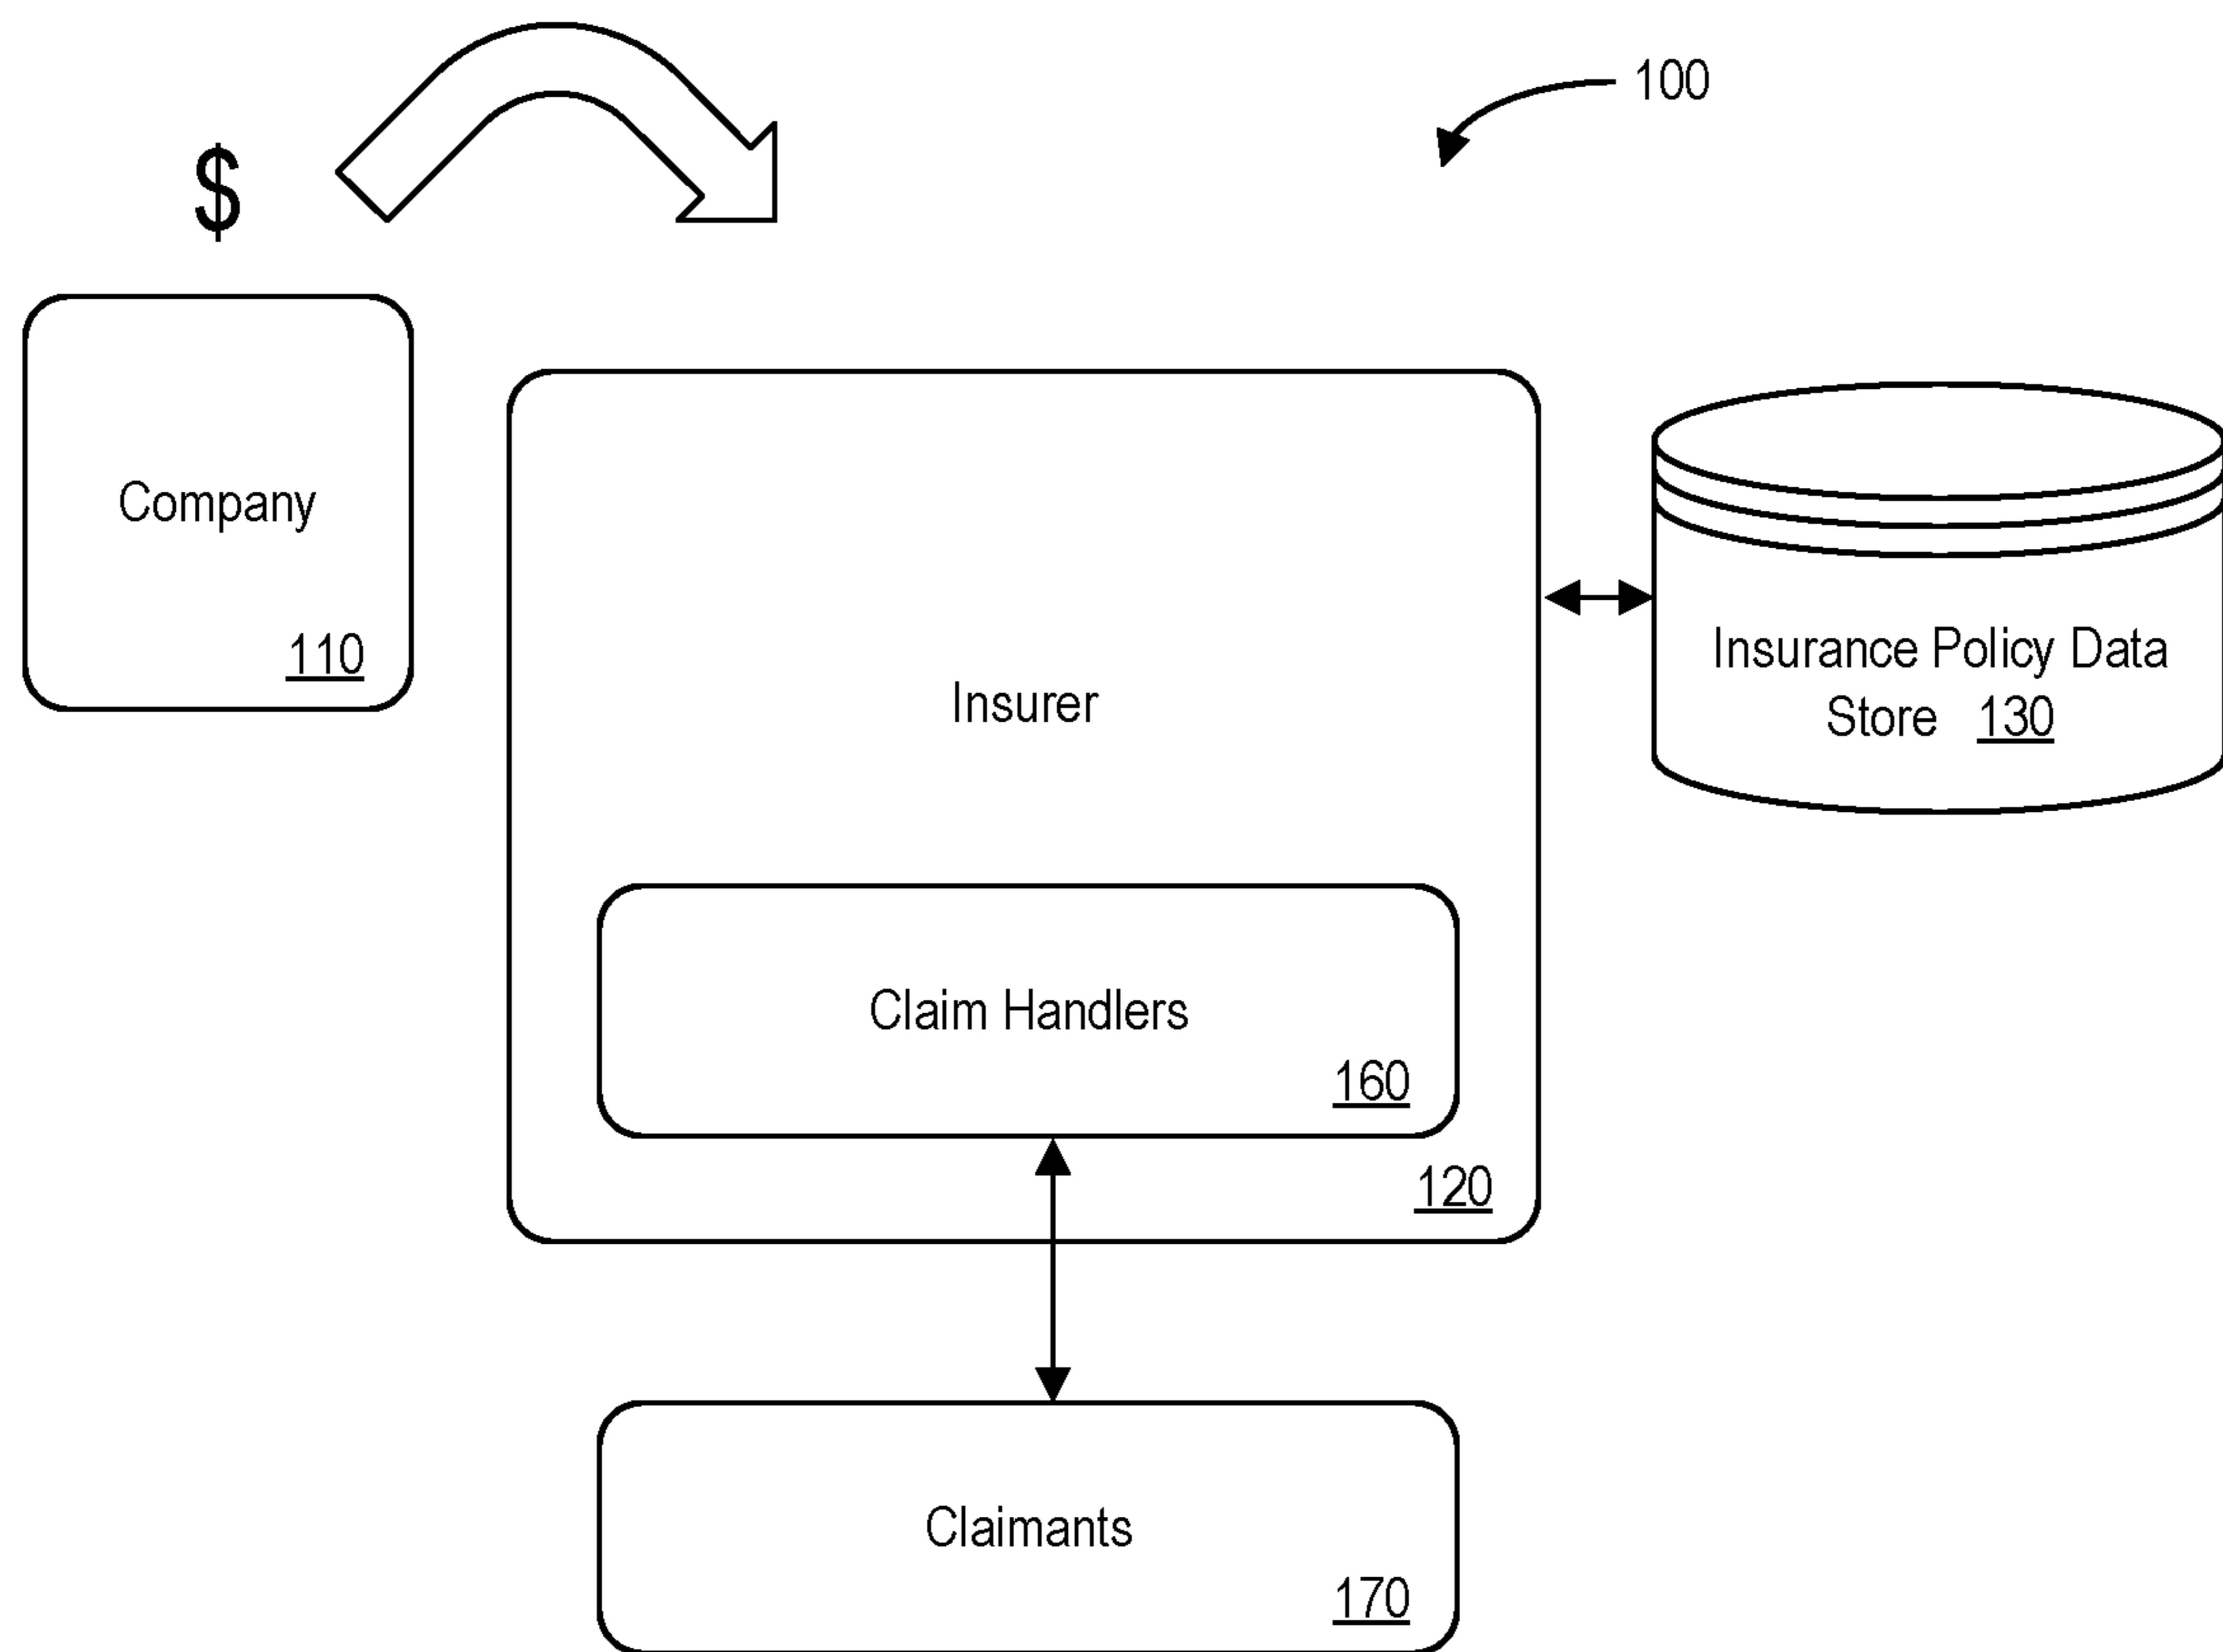 100
$
Company
110
Insurer
Insurance Policy Data
Store 130
Claim Handlers
160
120
Claimants
170